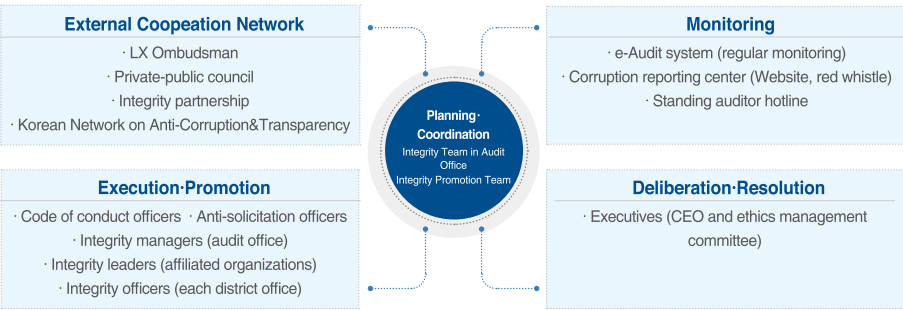 External Coopeation Network
· LX Ombudsman
· Private-public council
· Integrity partnership
· Korean Network on Anti-Corruption&Transparency
Monitoring
· e-Audit system (regular monitoring)
· Corruption reporting center (Website, red whistle)
· Standing auditor hotline
Planning·
Coordination
Integrity Team in Audit
Office
Integrity Promotion Team
Execution·Promotion
· Code of conduct officers · Anti-solicitation officers
· Integrity managers (audit office)
· Integrity leaders (affiliated organizations)
· Integrity officers (each district office)
Deliberation·Resolution
· Executives (CEO and ethics management
committee)